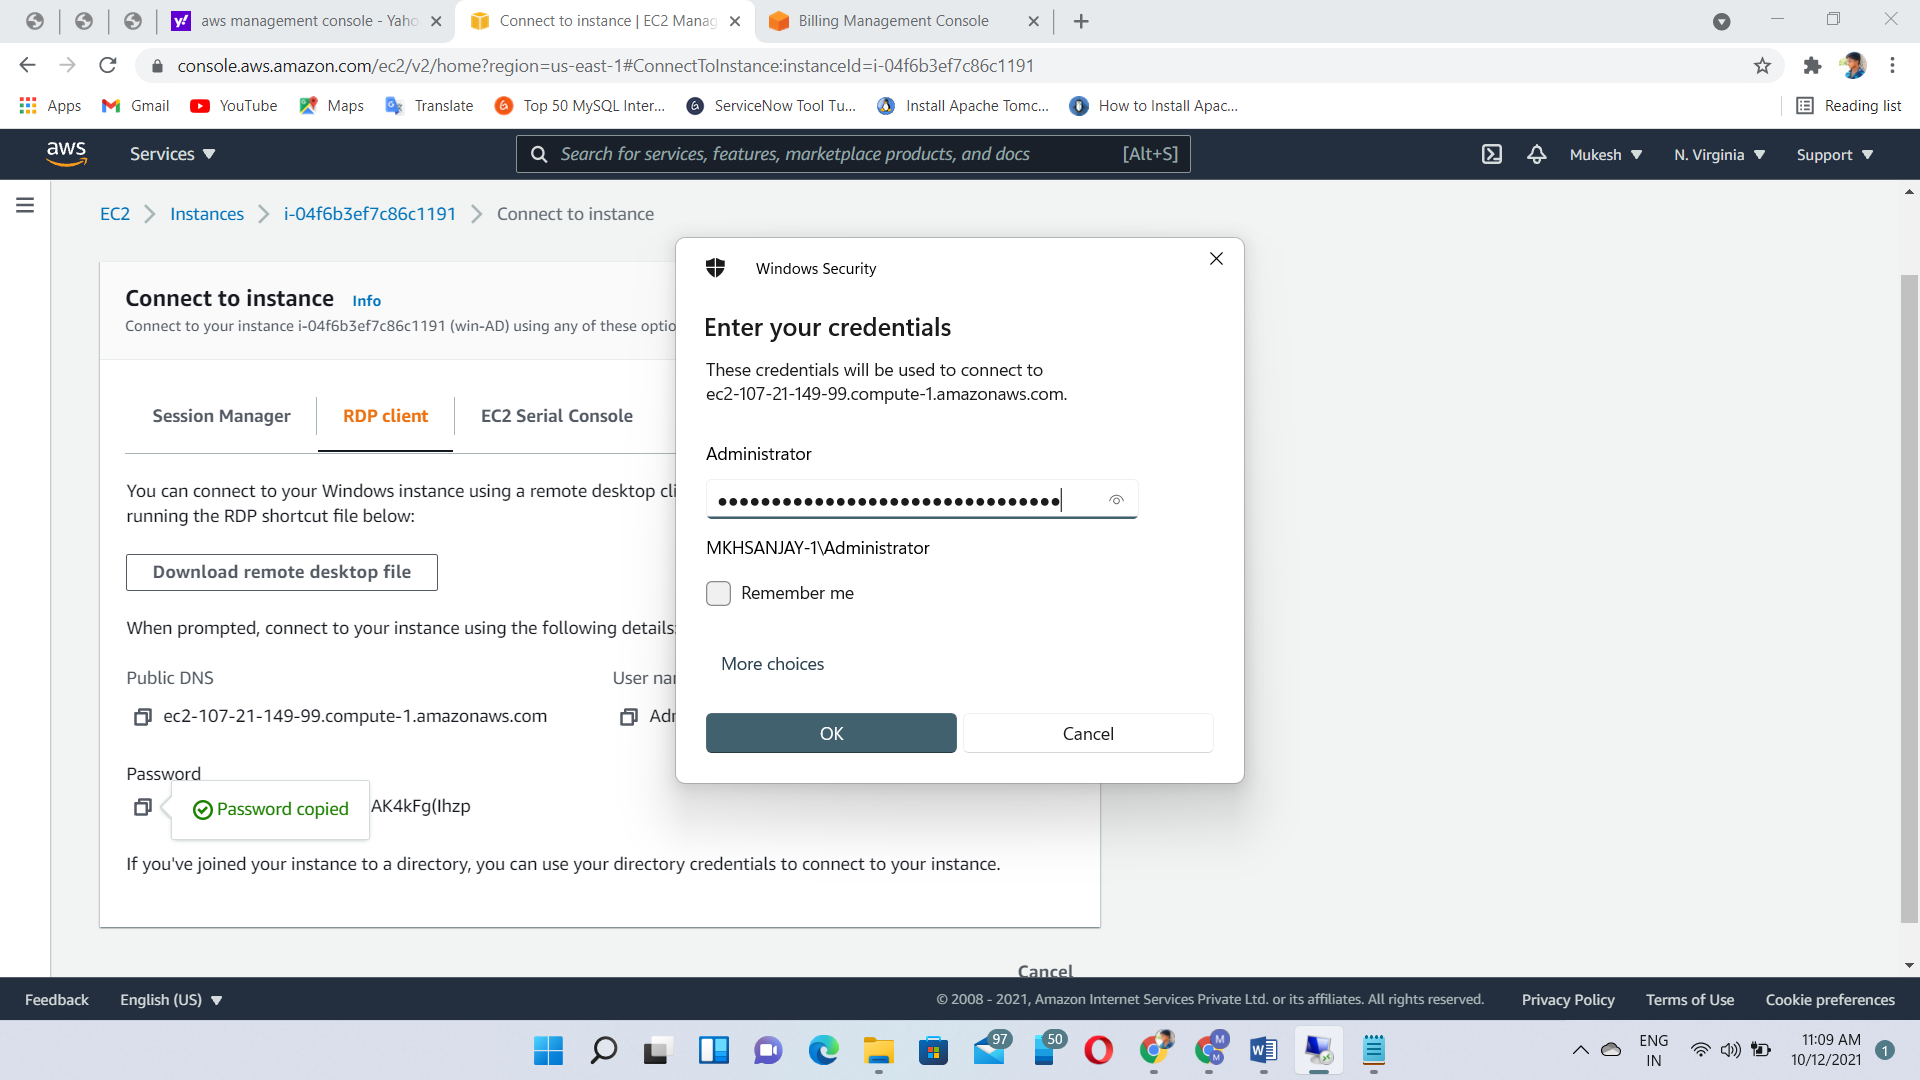 aws management console - Yaho
Connect to instance | EC2 Manag
Billing Management Console
console.aws.amazon.com/ec2/v2/home?region=us-east-1#ConnectToInstance:instanceId=i-04f6b3ef7c86c1191
Apps
Gmail
YouTube
Maps
Translate
Top 50 MySQL Inter...
ServiceNow Tool Tu...
Install Apache Tomc...
How to Install Apac...
Reading list
aws
Services
Search for services, features, marketplace products, and docs
[Alt+S]
Mukesh
N. Virginia
Support
EC2
Instances
i-04f6b3ef7c86c1191
Connect to instance
Connect to instance Info
Connect to your instance i-04f6b3ef7c86c1191 (win-AD) using any of these optio
Session Manager
RDP client
EC2 Serial Console
You can connect to your Windows instance using a remote desktop cli
running the RDP shortcut file below:
Download remote desktop file
When prompted, connect to your instance using the following details:
Public DNS
User nar
ec2-107-21-149-99.compute-1.amazonaws.com
Adr
Password
Password copied
AK4kFg(Ihzp
If you've joined your instance to a directory, you can use your directory credentials to connect to your instance.
Cancel
Windows Security
Enter your credentials
These credentials will be used to connect to
ec2-107-21-149-99.compute-1.amazonaws.com.
Administrator
••••••••••••••••••••••••••••••••
MKHSANJAY-1\Administrator
Remember me
More choices
OK
Cancel
Feedback
English (US)
© 2008 - 2021, Amazon Internet Services Private Ltd. or its affiliates. All rights reserved.
Privacy Policy
Terms of Use
Cookie preferences
97
50
M
M
ENG
IN
11:09 AM
10/12/2021
1